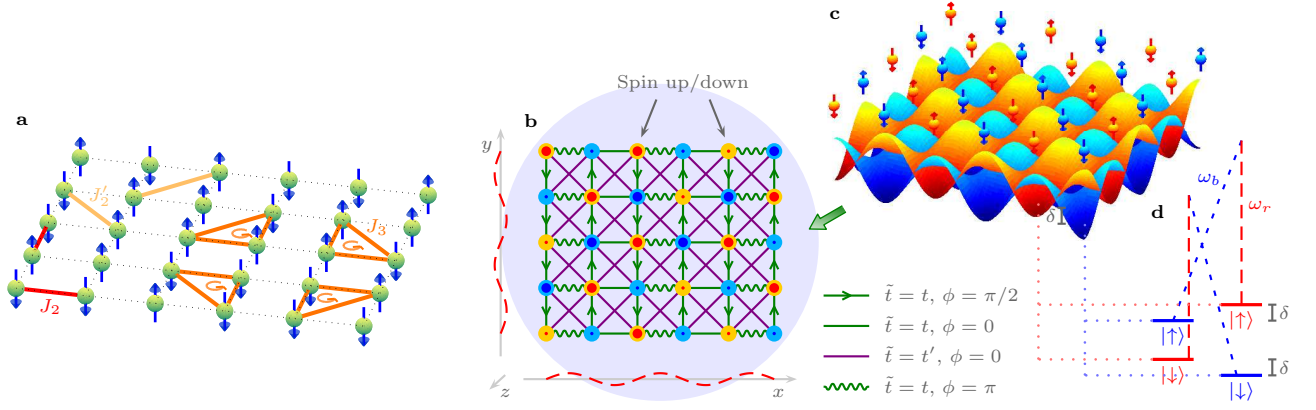 a
J′₂
J₃
J₂
b
Spin up/down
y
z
x
t̃ = t, ϕ = π/2
t̃ = t, ϕ = 0
t̃ = t′, ϕ = 0
t̃ = t, ϕ = π
c
δ
d
ω_b
ω_r
|↑⟩
|↑⟩
δ
|↓⟩
|↓⟩
δ